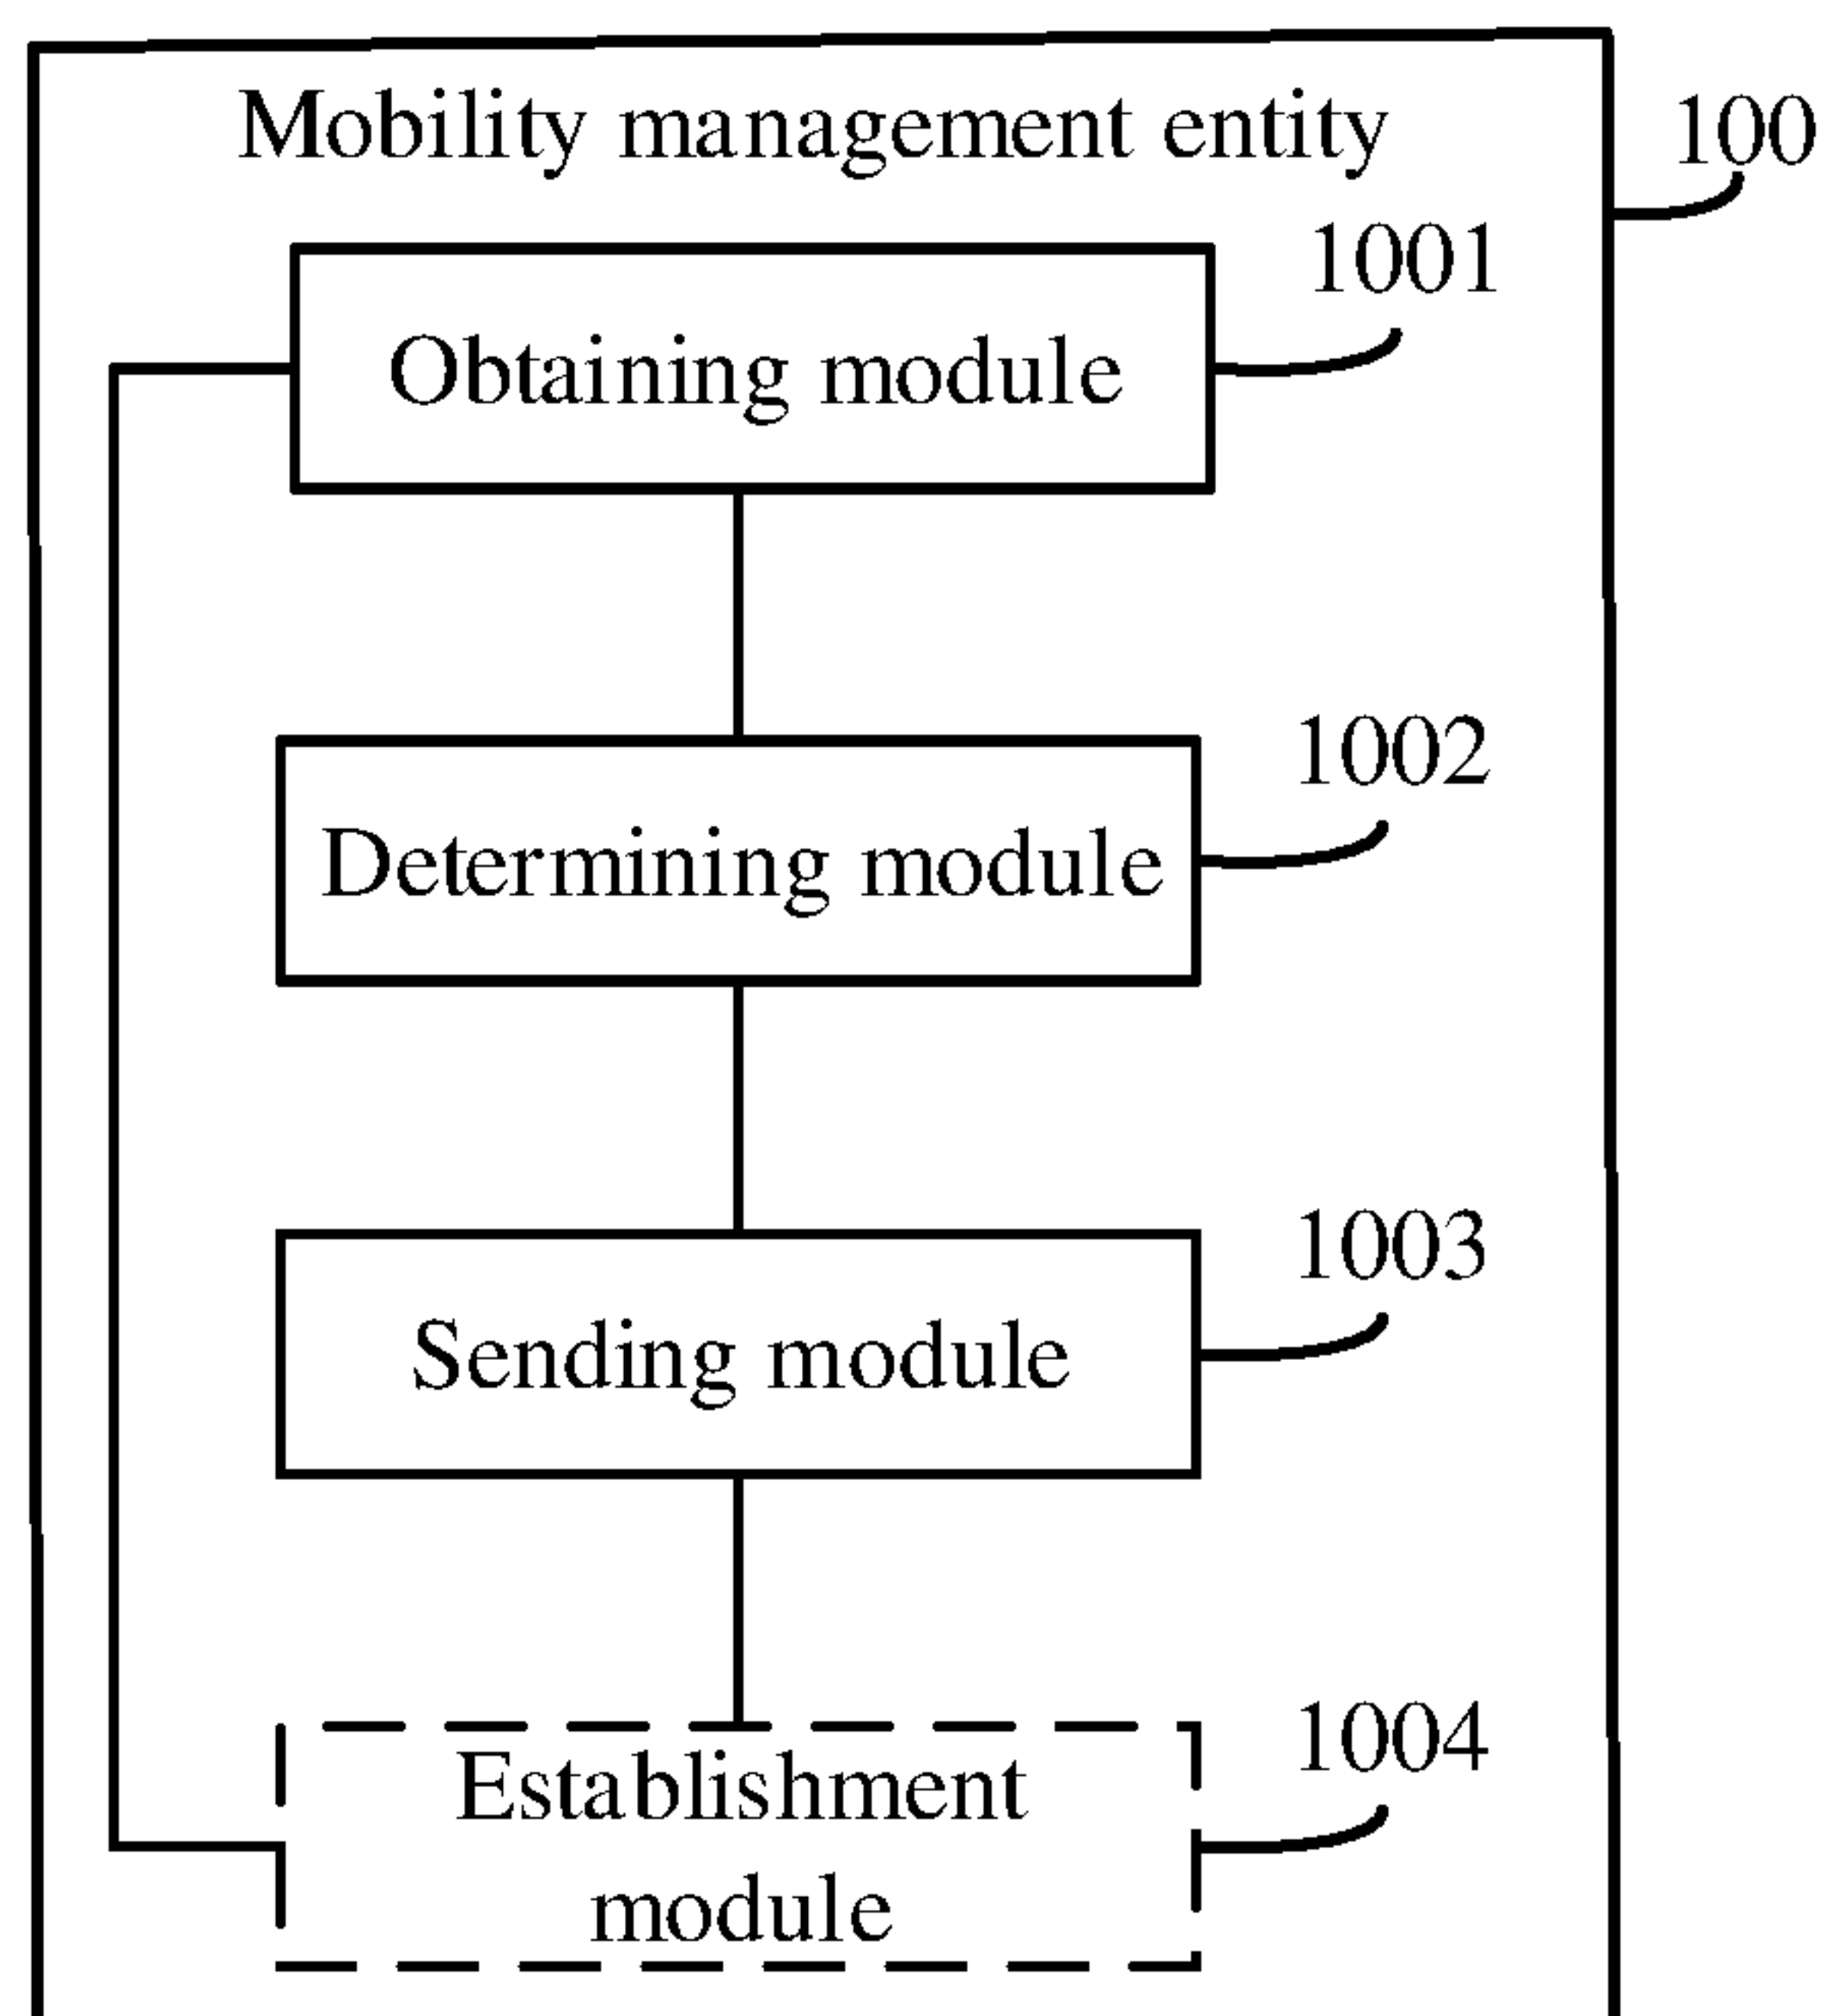 Mobility management entity
100
1001
Obtaining module
1002
Determining module
1003
Sending module
1004
Establishment
module